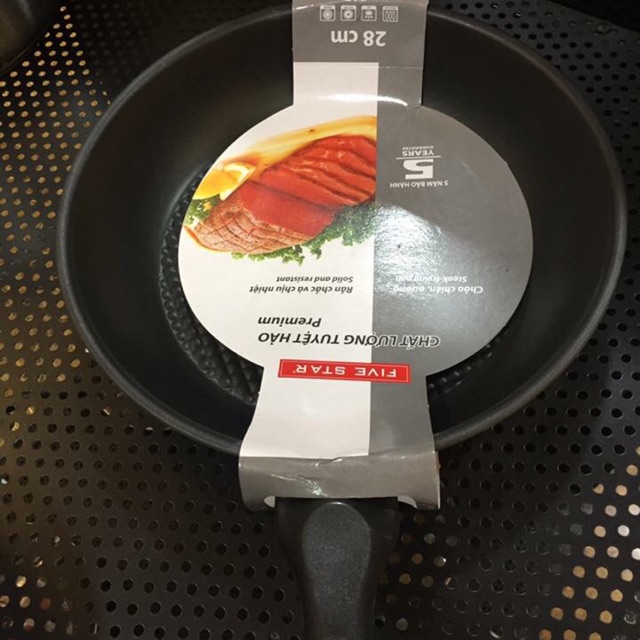 FIVE STAR
CHẤT LƯỢNG TUYỆT HẢO
Premium
Rắn chắc và chịu nhiệt
Solid and resistant
Chảo chiên, nướng
Steak frying pan
5 NĂM BẢO HÀNH
5
YEARS
GUARANTEE
28 cm